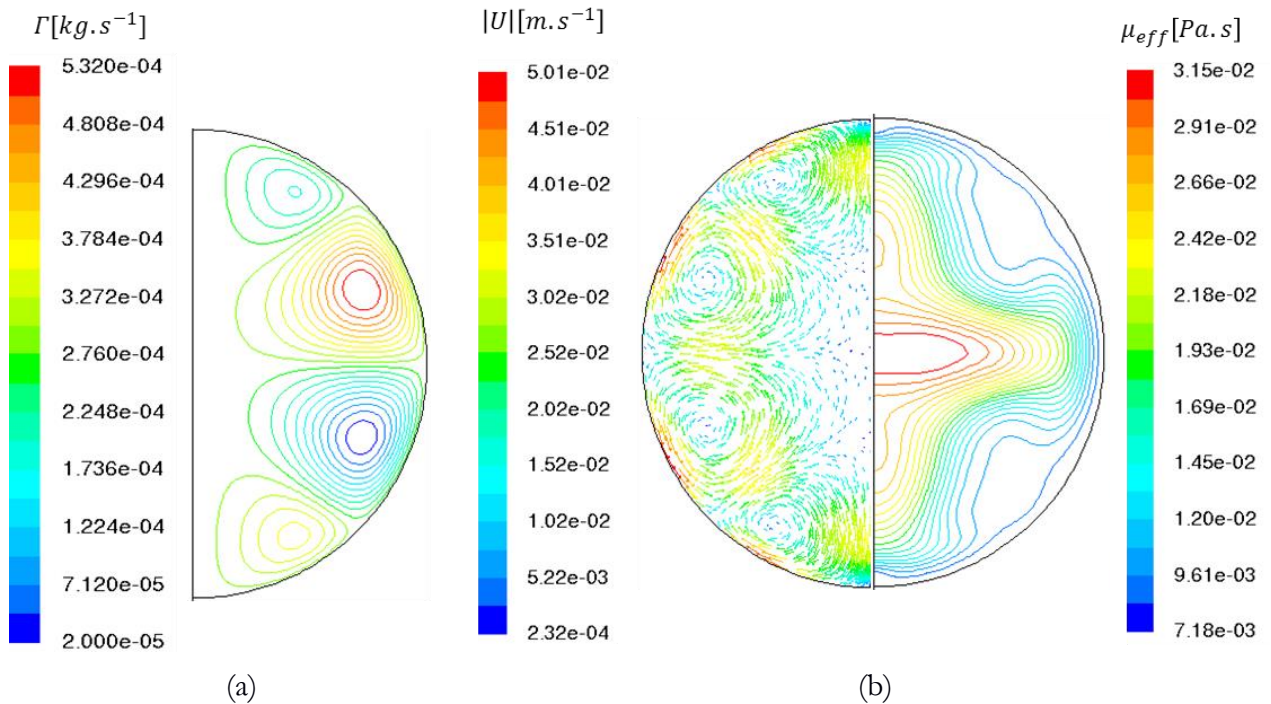 Γ[kg.s⁻¹]
5.320e-04
4.808e-04
4.296e-04
3.784e-04
3.272e-04
2.760e-04
2.248e-04
1.736e-04
1.224e-04
7.120e-05
2.000e-05
(a)
|U|[m.s⁻¹]
5.01e-02
4.51e-02
4.01e-02
3.51e-02
3.02e-02
2.52e-02
2.02e-02
1.52e-02
1.02e-02
5.22e-03
2.32e-04
μ_eff[Pa.s]
3.15e-02
2.91e-02
2.66e-02
2.42e-02
2.18e-02
1.93e-02
1.69e-02
1.45e-02
1.20e-02
9.61e-03
7.18e-03
(b)